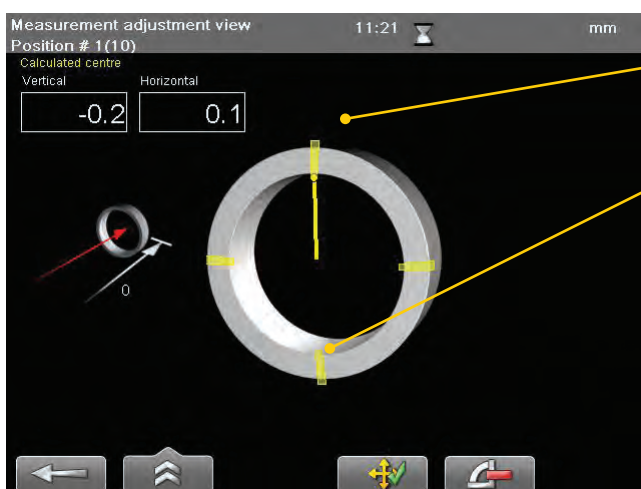 Measurement adjustment view 11:21 mm
Position # 1(10)
Calculated centre
Vertical Horizontal
-0.2 0.1
0